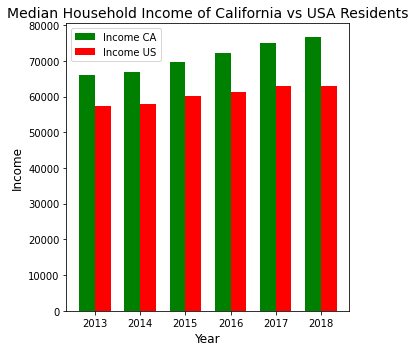 Median Household Income of California vs USA Residents
80000
70000
60000
50000
40000
30000
20000
10000
0
Income CA
Income US
Income
2013 2014 2015 2016 2017 2018
Year